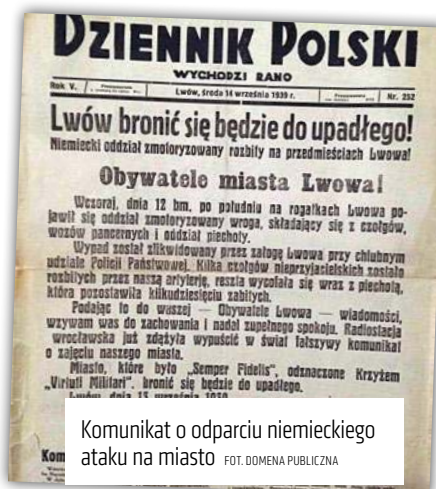 DZIENNIK POLSKI
WYCHODZI RANO
Rok V.
Lwów, środa 14 września 1939 r.
Nr. 252
Lwów bronić się będzie do upadłego!
Niemiecki oddział zmotoryzowany rozbity na przedmieściach Lwowa!
Obywatele miasta Lwowa!
Wczoraj, dnia 12 bm. po południu na rogatkach Lwowa po-
jawił się oddział zmotoryzowany wroga, składający się z czołgów,
wozów pancernych i oddział piechoty.
Wypad został zlikwidowany przez załogę Lwowa przy chlubnym
udziale Policji Państwowej. Kilka czołgów nieprzyjacielskich zostało
rozbitych przez naszą artylerię, reszta wycofała się wraz z piechotą,
która pozostawiła kilkudziesięciu zabitych.
Podając to do waszej — Obywatele Lwowa — wiadomości,
wzywam was do zachowania i nadal zupełnego spokoju. Radiostacja
wrocławska już zdążyła wypuścić w świat fałszywy komunikat
o zajęciu naszego miasta.
Miasto, które było „Semper Fidelis", odznaczone Krzyżem
„Virtuti Militari". bronić się będzie do upadłego.
Lwów, dnia 13 września 1939
Kom
Komunikat o odparciu niemieckiego
ataku na miasto FOT. DOMENA PUBLICZNA